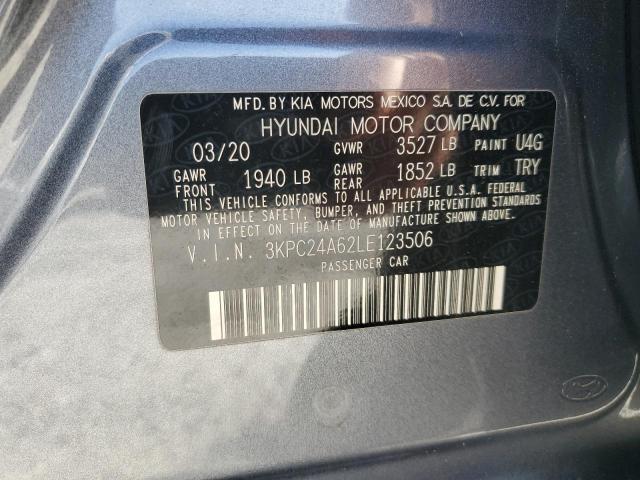 MFD. BY KIA MOTORS MEXICO S.A. DE C.V. FOR
HYUNDAI MOTOR COMPANY
03/20 GVWR 3527 LB PAINT U4G
GAWR FRONT 1940 LB GAWR REAR 1852 LB TRIM TRY
THIS VEHICLE CONFORMS TO ALL APPLICABLE U.S.A. FEDERAL
MOTOR VEHICLE SAFETY, BUMPER, AND THEFT PREVENTION STANDARDS
IN EFFECT ON THE DATE OF MANUFACTURE SHOWN ABOVE.
V.I.N. 3KPC24A62LE123506
PASSENGER CAR